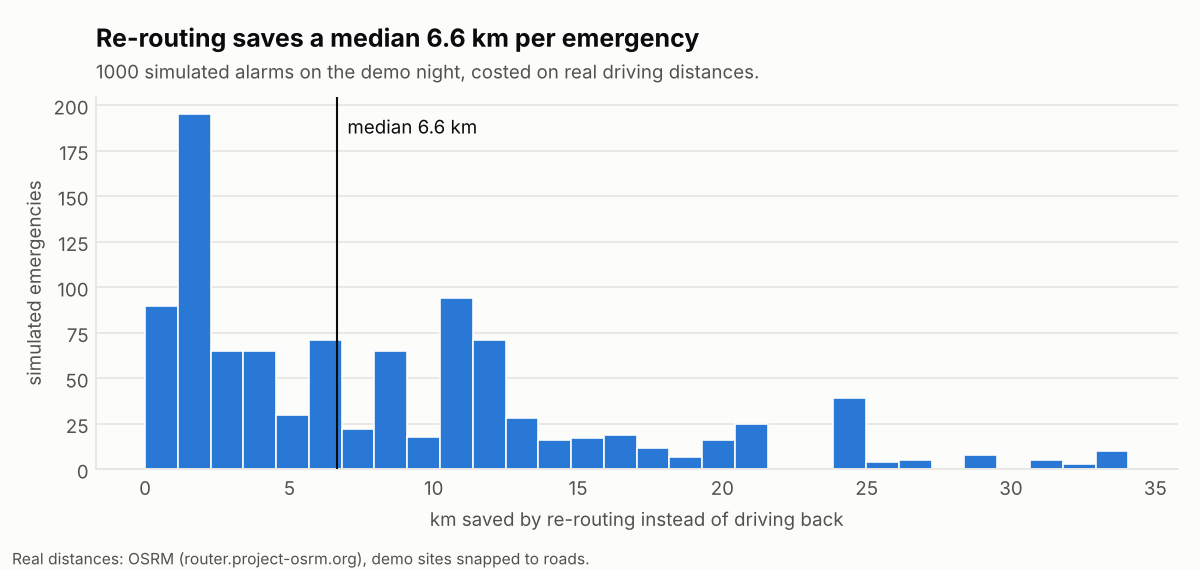 Re-routing saves a median 6.6 km per emergency
1000 simulated alarms on the demo night, costed on real driving distances.
200
175
150
125
100
75
50
25
0
simulated emergencies
median 6.6 km
0 5 10 15 20 25 30 35
km saved by re-routing instead of driving back
Real distances: OSRM (router.project-osrm.org), demo sites snapped to roads.